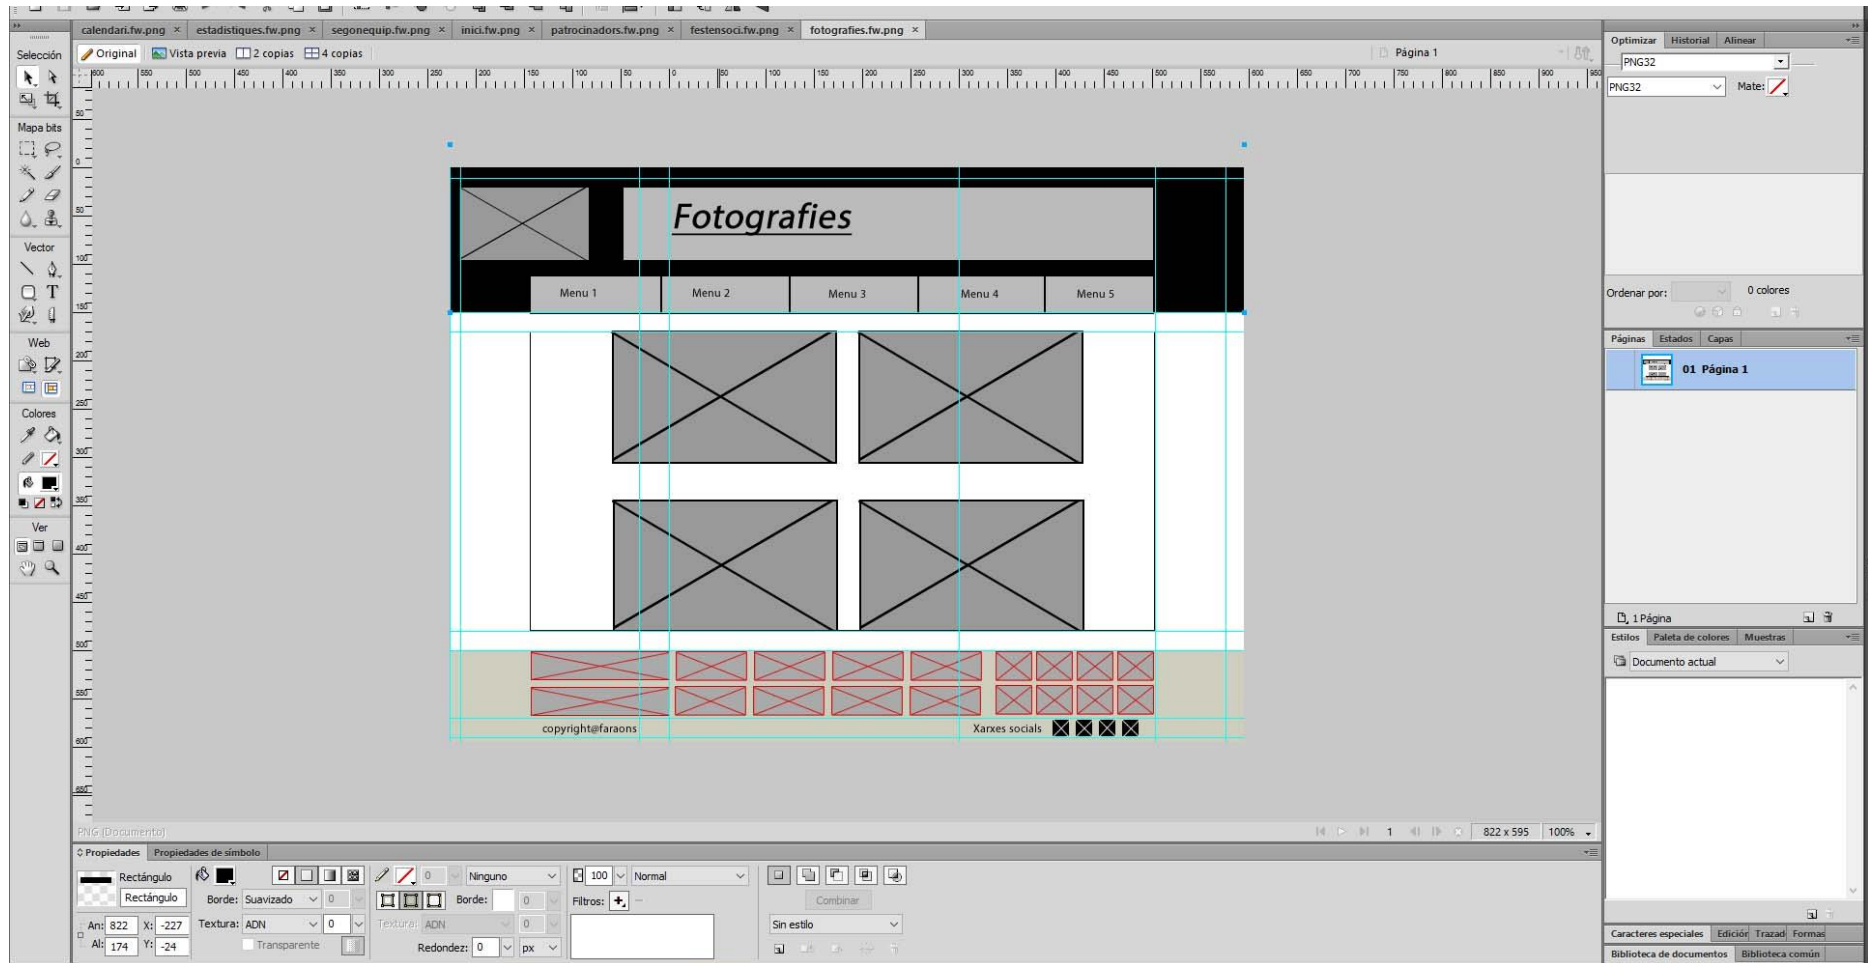 calendari.fw.png × estadistiques.fw.png × segonequip.fw.png × inici.fw.png × patrocinadors.fw.png × festensoci.fw.png × fotografies.fw.png ×
Original Vista previa 2 copias 4 copias Página 1
Selección
Mapa bits
Vector
Web
Colores
Ver
Fotografies
Menu 1 Menu 2 Menu 3 Menu 4 Menu 5
copyright@faraons Xarxes socials
PNG (Documento) 1 822 x 595 100%
Propiedades Propiedades de símbolo
Rectángulo 0 Ninguno 100 Normal
Rectángulo Borde: Suavizado 0 Borde: 0 Filtros: Combinar
An: 822 X: -227 Textura: ADN 0 Textura: ADN 0 Sin estilo
Al: 174 Y: -24 Transparente Redondez: 0 px
Optimizar Historial Alinear
PNG32
PNG32 Mate:
Ordenar por: 0 colores
Páginas Estados Capas
01 Página 1
1 Página
Estilos Paleta de colores Muestras
Documento actual
Caracteres especiales Edición Trazad Formas
Biblioteca de documentos Biblioteca común